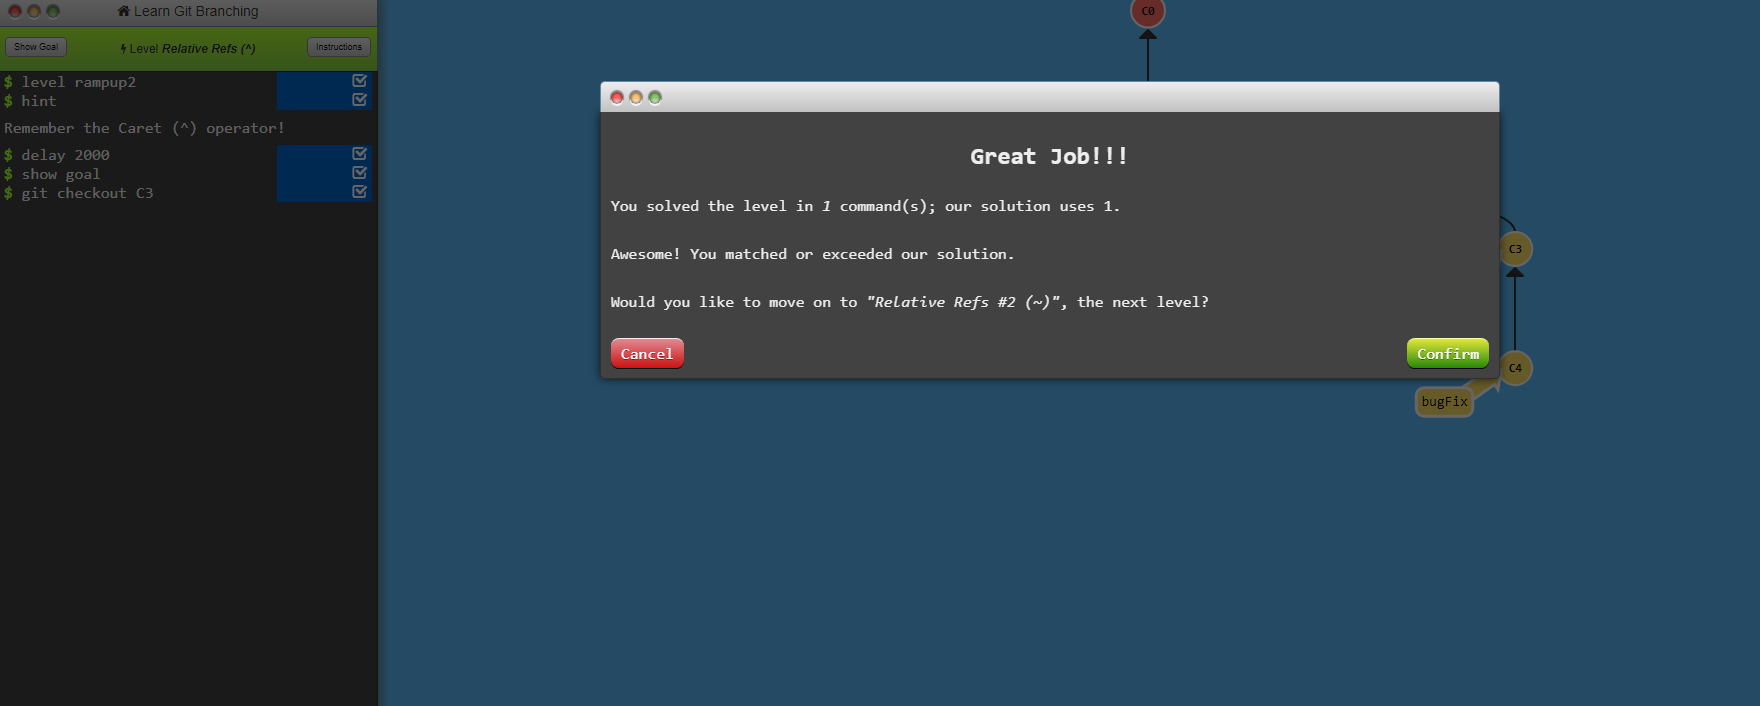 Learn Git Branching
Show Goal
Level Relative Refs (^)
Instructions
$ level rampup2
$ hint
Remember the Caret (^) operator!
$ delay 2000
$ show goal
$ git checkout C3
C0
Great Job!!!
You solved the level in 1 command(s); our solution uses 1.
Awesome! You matched or exceeded our solution.
Would you like to move on to "Relative Refs #2 (~)", the next level?
Cancel
Confirm
C3
C4
bugFix